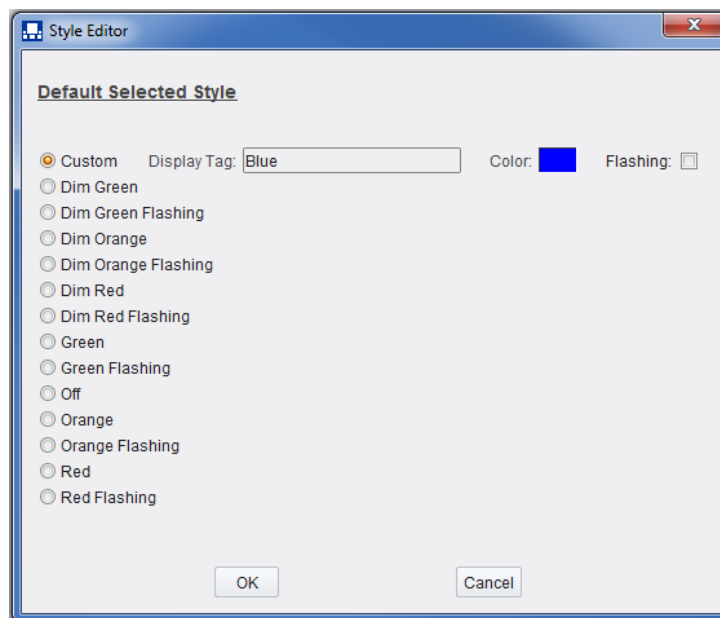 Style Editor
Default Selected Style
Custom Display Tag: Blue Color: Flashing:
Dim Green
Dim Green Flashing
Dim Orange
Dim Orange Flashing
Dim Red
Dim Red Flashing
Green
Green Flashing
Off
Orange
Orange Flashing
Red
Red Flashing
OK Cancel